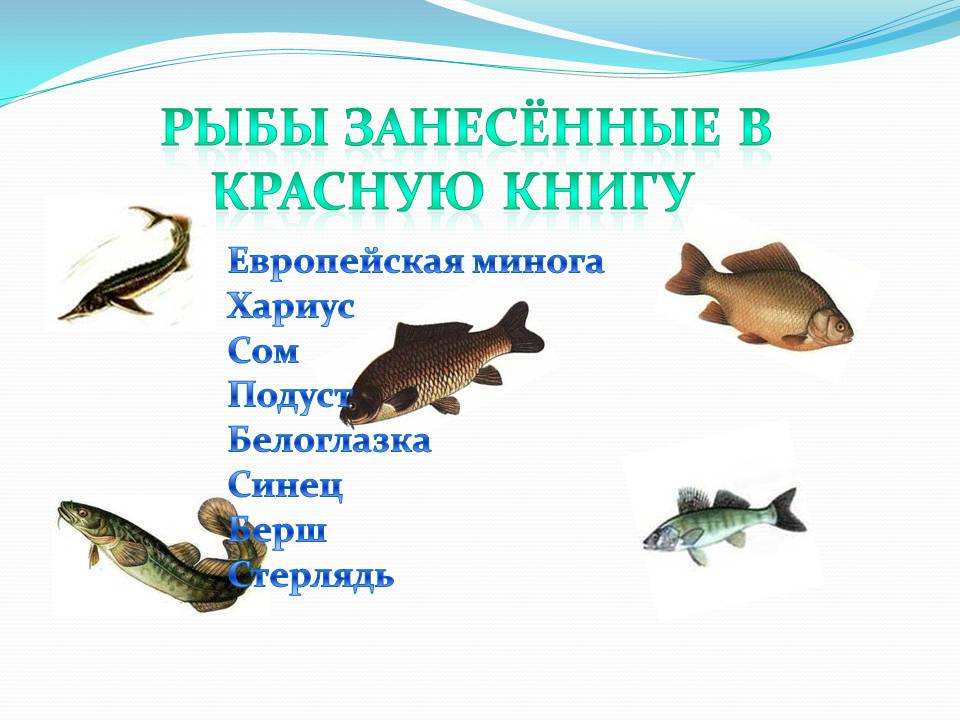 РЫБЫ ЗАНЕСЁННЫЕ В
КРАСНУЮ КНИГУ
Европейская минога
Хариус
Сом
Подуст
Белоглазка
Синец
Берш
Стерлядь